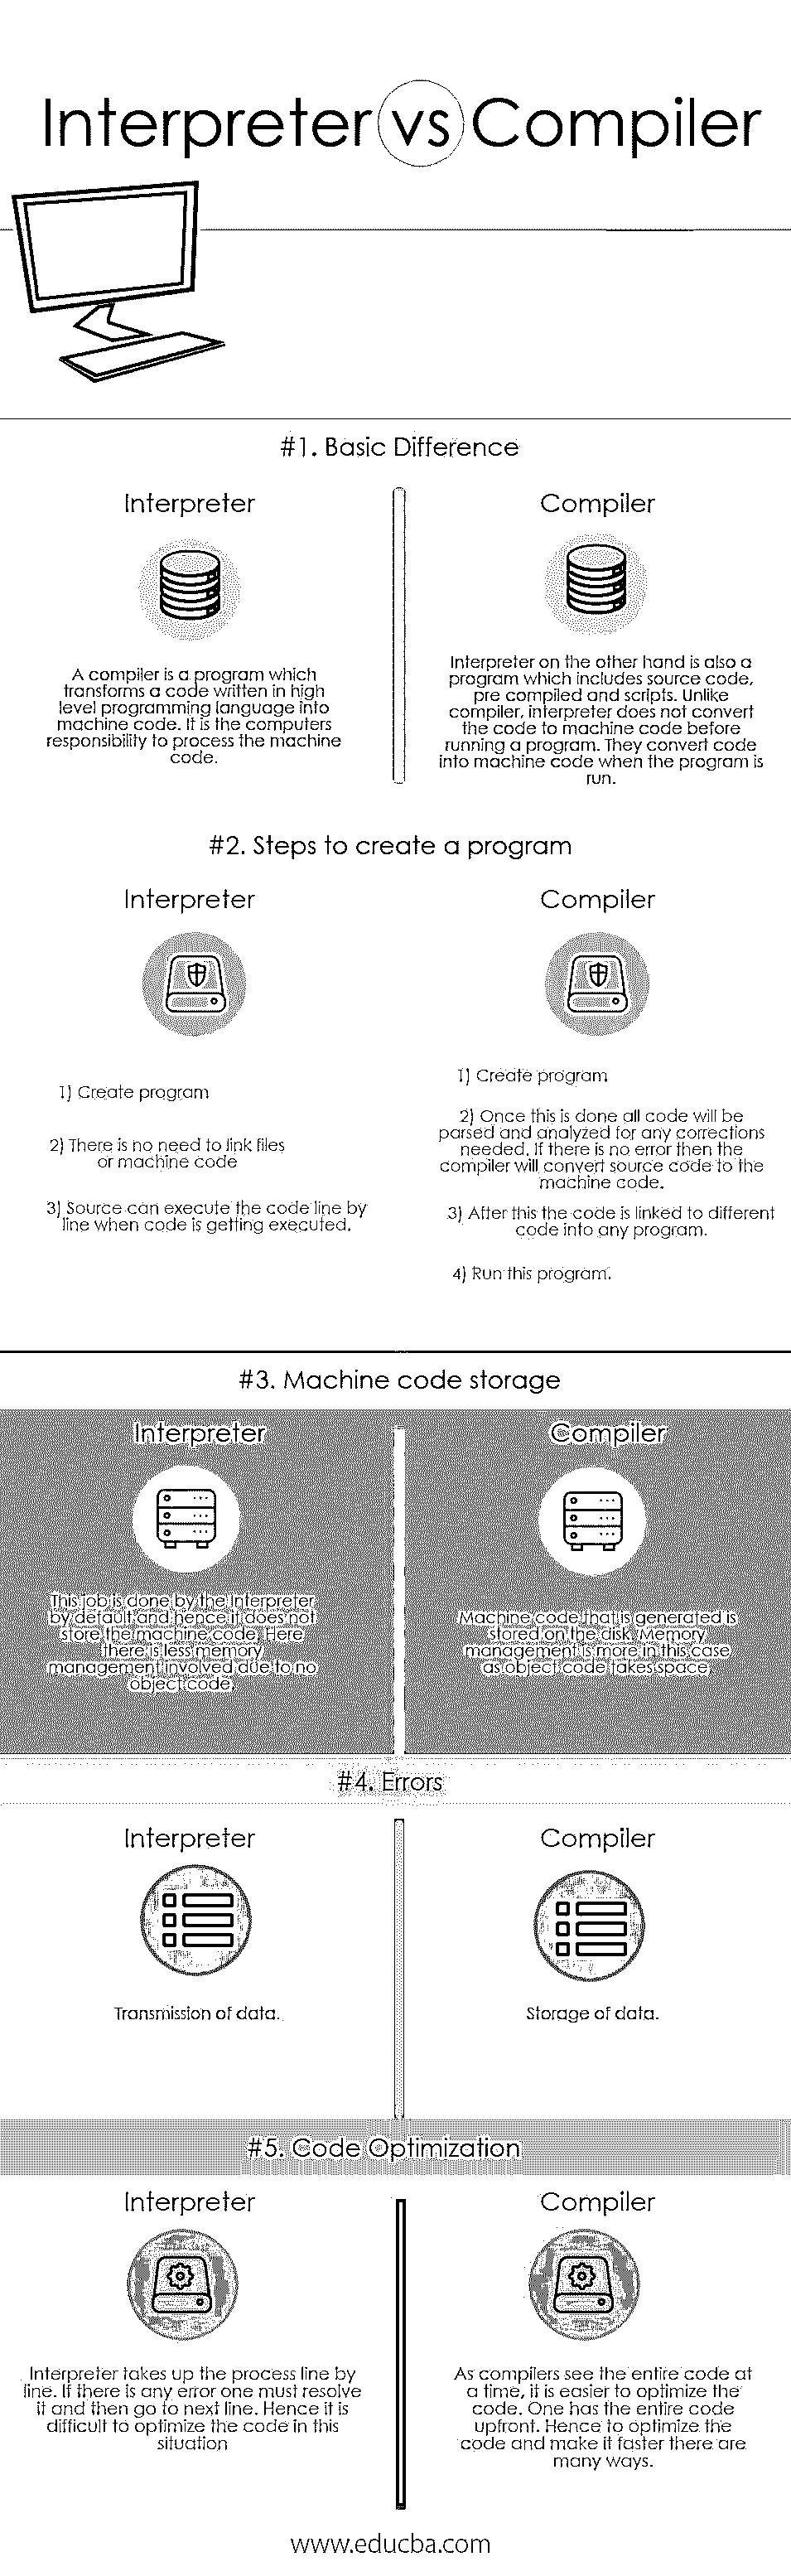 Interpreter vs Compiler
#1. Basic Difference
Interpreter
A compiler is a program which
transforms a code written in high
level programming language into
machine code. It is the computers
responsibility to process the machine
code.
Compiler
Interpreter on the other hand is also a
program which includes source code,
pre compiled and scripts. Unlike
compiler, interpreter does not convert
the code to machine code before
running a program. They convert code
into machine code when the program is
run.
#2. Steps to create a program
Interpreter
1) Create program
2) There is no need to link files
or machine code
3) Source can execute the code line by
line when code is getting executed.
Compiler
1) Create program
2) Once this is done all code will be
parsed and analyzed for any corrections
needed. If there is no error then the
compiler will convert source code to the
machine code.
3) After this the code is linked to different
code into any program.
4) Run this program.
#3. Machine code storage
Interpreter
This job is done by the Interpreter
by default and hence it does not
store the machine code. Here
there is less memory
management involved due to no
object code.
Compiler
Machine code that is generated is
stored on the disk. Memory
management is more in this case
as object code takes space.
#4. Errors
Interpreter
Transmission of data.
Compiler
Storage of data.
#5. Code Optimization
Interpreter
Interpreter takes up the process line by
line. If there is any error one must resolve
it and then go to next line. Hence it is
difficult to optimize the code in this
situation
Compiler
As compilers see the entire code at
a time, it is easier to optimize the
code. One has the entire code
upfront. Hence to optimize the
code and make it faster there are
many ways.
www.educba.com